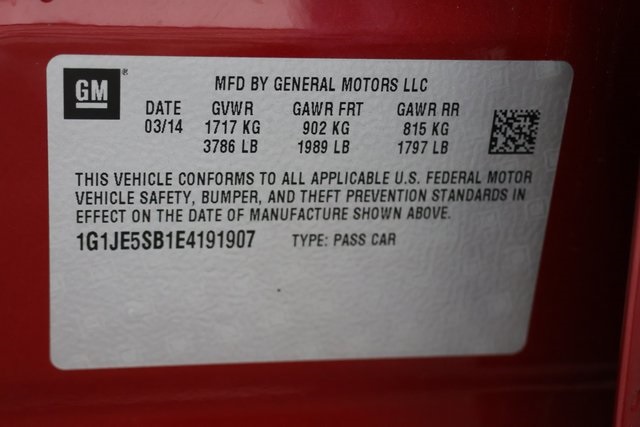 GM®
MFD BY GENERAL MOTORS LLC
DATE GVWR GAWR FRT GAWR RR
03/14 1717 KG 902 KG 815 KG
3786 LB 1989 LB 1797 LB
THIS VEHICLE CONFORMS TO ALL APPLICABLE U.S. FEDERAL MOTOR
VEHICLE SAFETY, BUMPER, AND THEFT PREVENTION STANDARDS IN
EFFECT ON THE DATE OF MANUFACTURE SHOWN ABOVE.
1G1JE5SB1E4191907 TYPE: PASS CAR